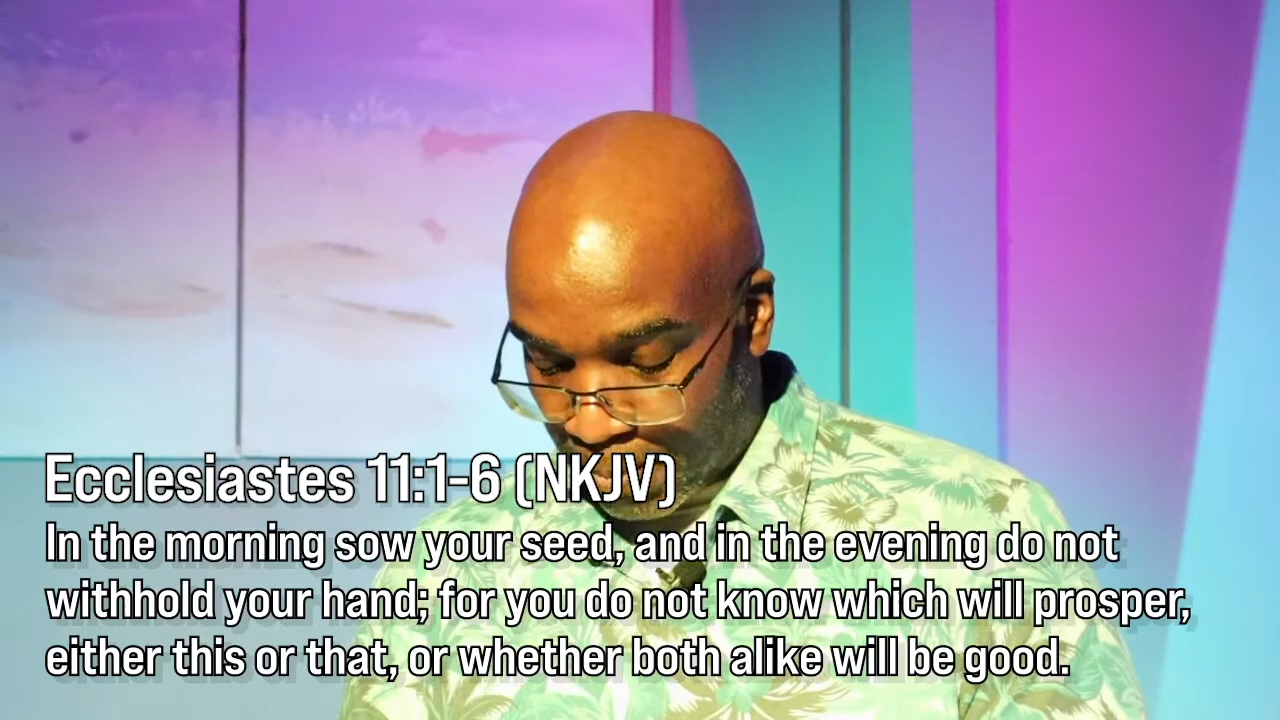 Ecclesiastes 11:1-6 (NKJV)
In the morning sow your seed, and in the evening do not
withhold your hand; for you do not know which will prosper,
either this or that, or whether both alike will be good.